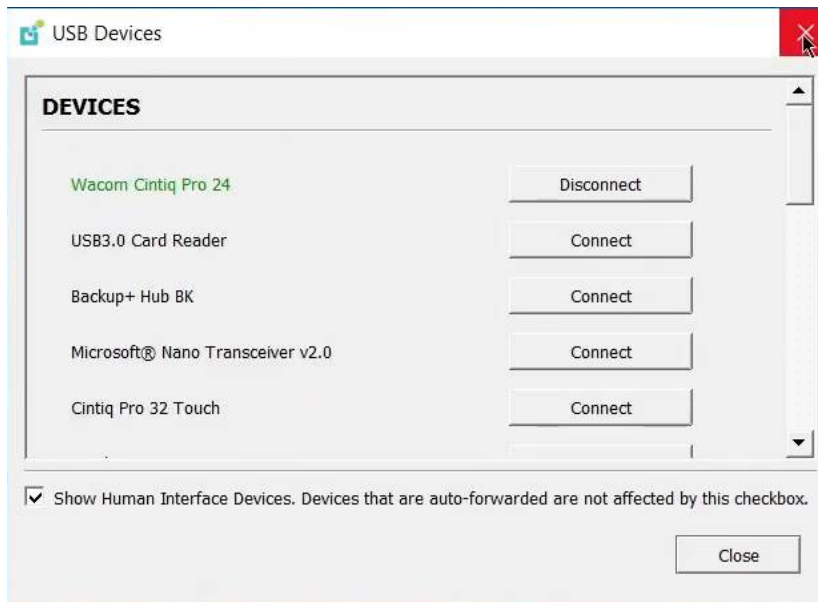 USB Devices
DEVICES
Wacom Cintiq Pro 24
Disconnect
USB3.0 Card Reader
Connect
Backup+ Hub BK
Connect
Microsoft® Nano Transceiver v2.0
Connect
Cintiq Pro 32 Touch
Connect
Show Human Interface Devices. Devices that are auto-forwarded are not affected by this checkbox.
Close